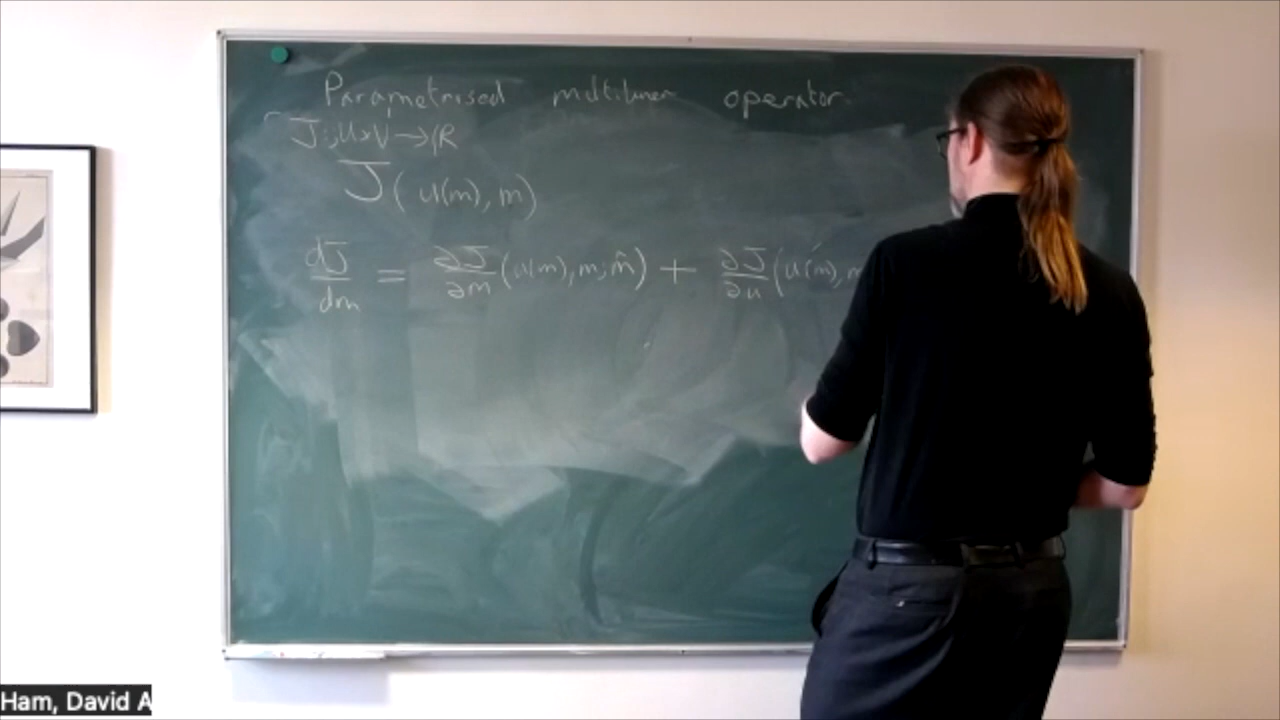 Parametrised multilinear operator
J: U×V→ℝ
J( u(m), m)
dJ/dm = ∂J/∂m (u(m), m; m̂) + ∂J/∂u (u(m), m
Ham, David A